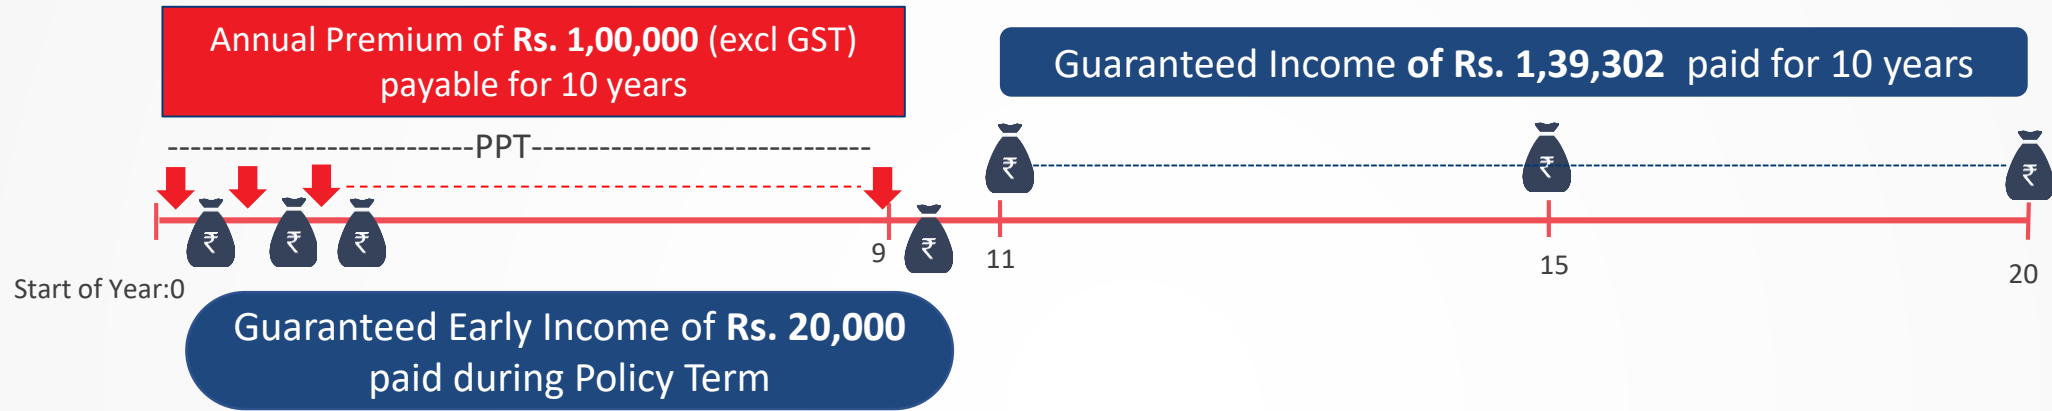 Annual Premium of Rs. 1,00,000 (excl GST)
payable for 10 years
Guaranteed Income of Rs. 1,39,302 paid for 10 years
---------------------------PPT------------------------------
₹
₹
₹
₹
₹
₹
₹
Start of Year:0
9
11
15
20
Guaranteed Early Income of Rs. 20,000
paid during Policy Term